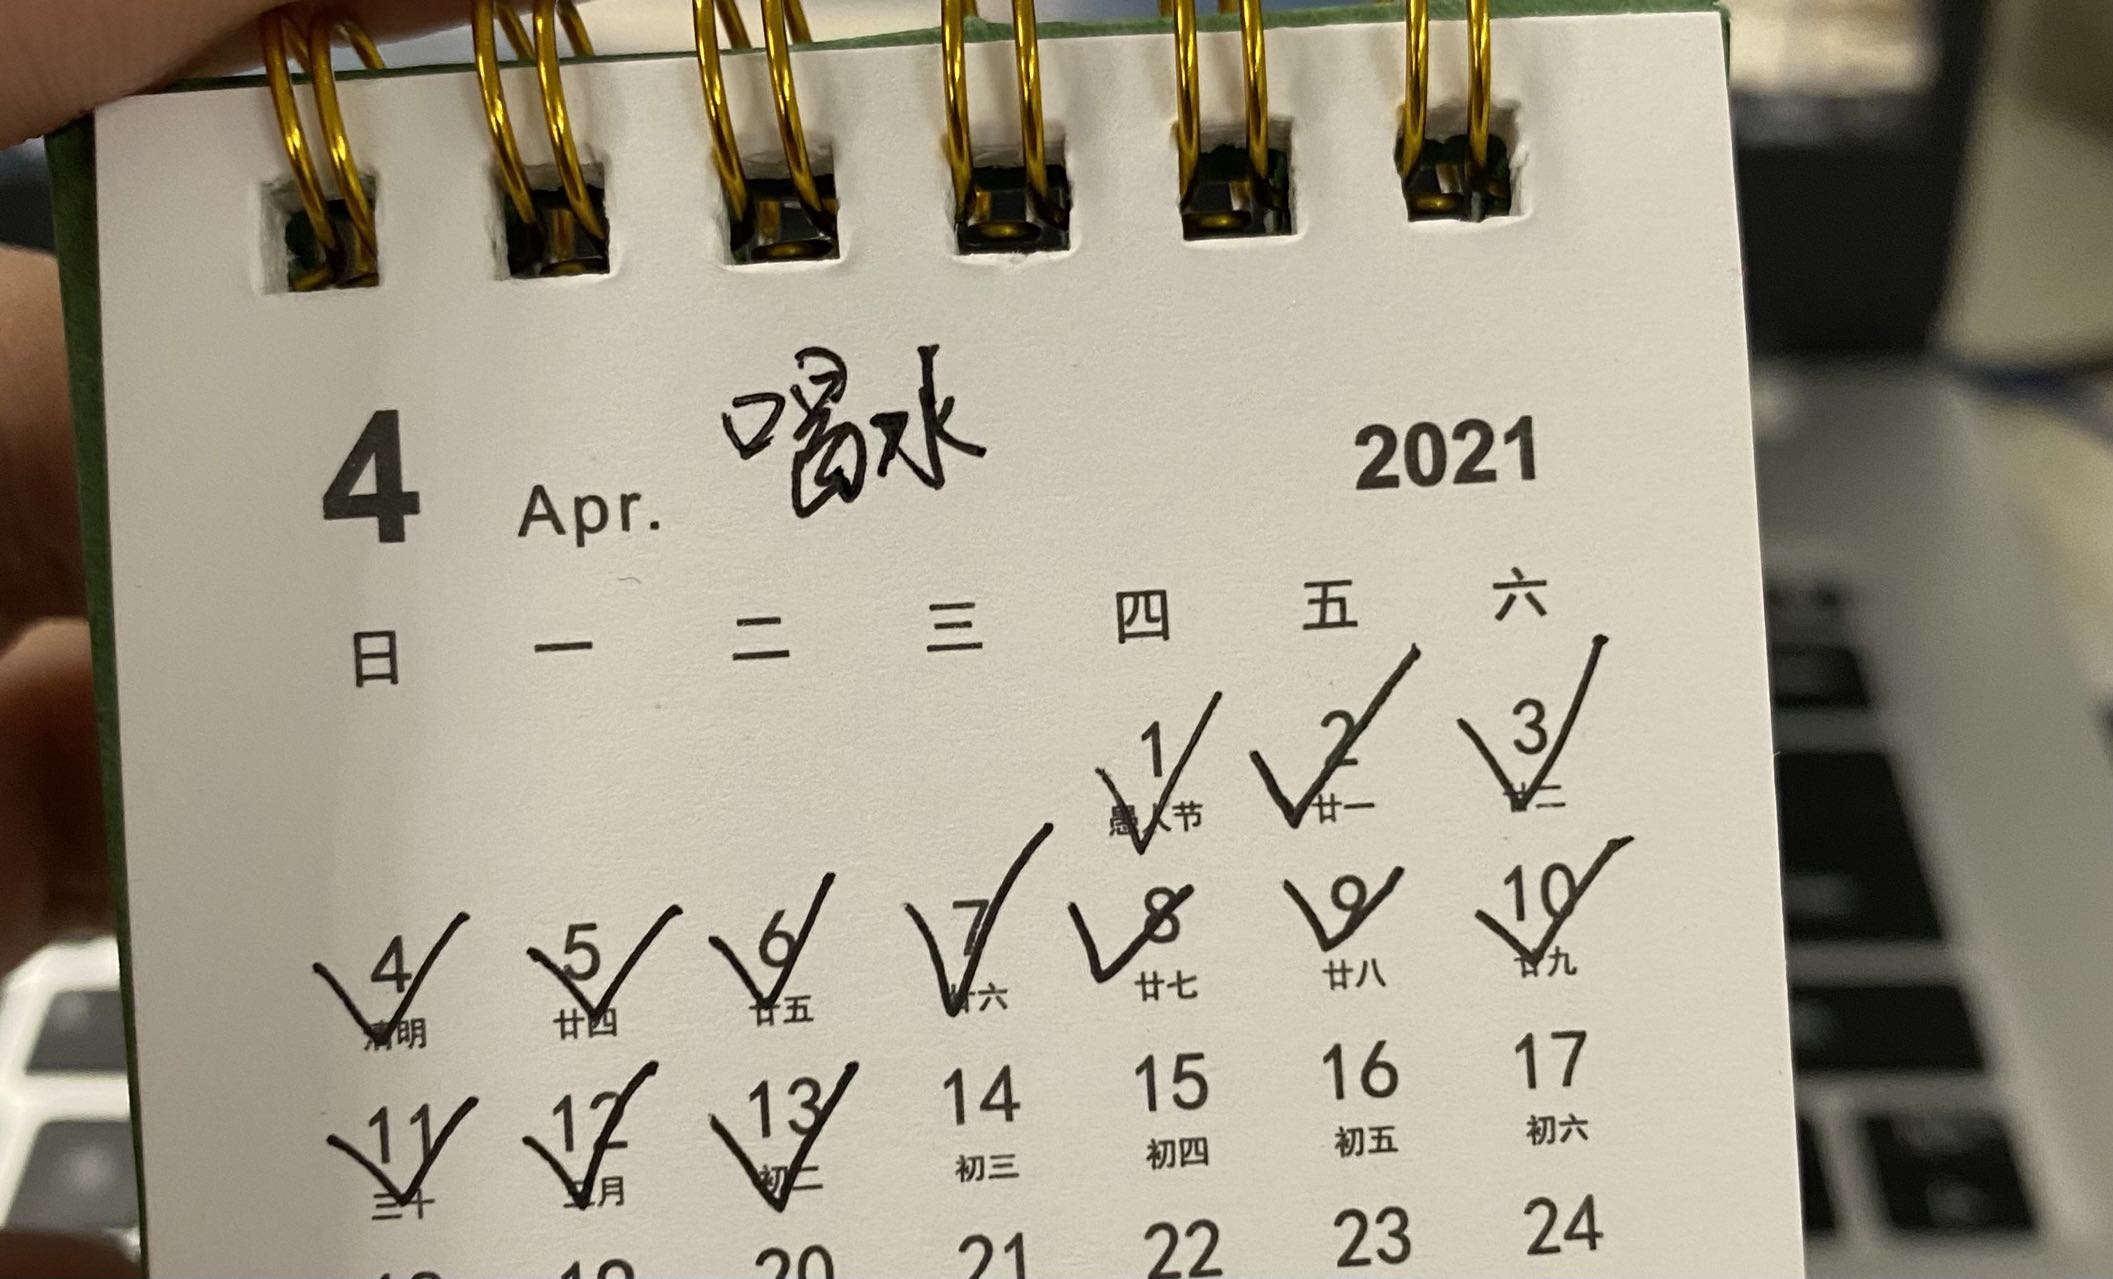 喝水
4 Apr. 2021
日 一 二 三 四 五 六
1 2 3
愚人节 廿一 廿二
4 5 6 7 8 9 10
清明 廿四 廿五 廿六 廿七 廿八 廿九
11 12 13 14 15 16 17
三十 三月 初二 初三 初四 初五 初六
20 21 22 23 24